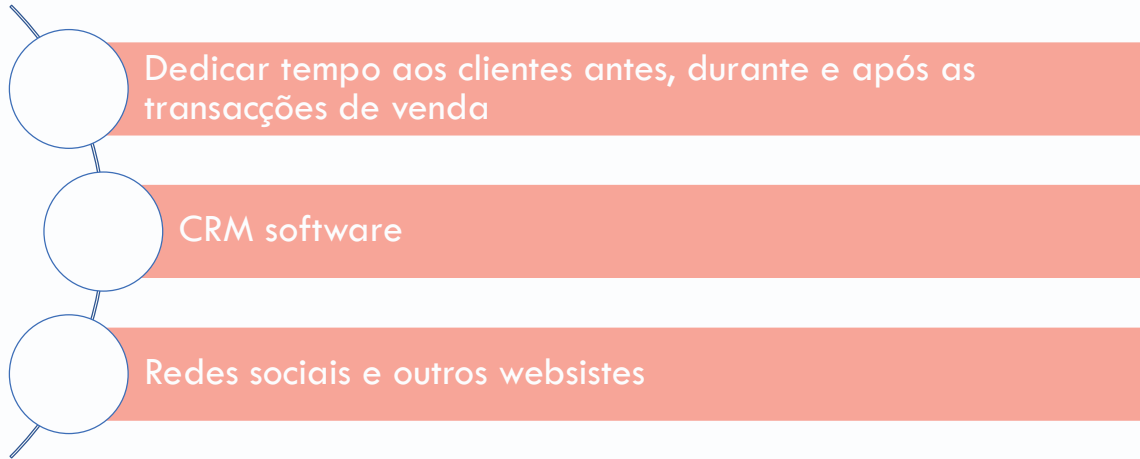 Dedicar tempo aos clientes antes, durante e após as
transacções de venda
CRM software
Redes sociais e outros websistes